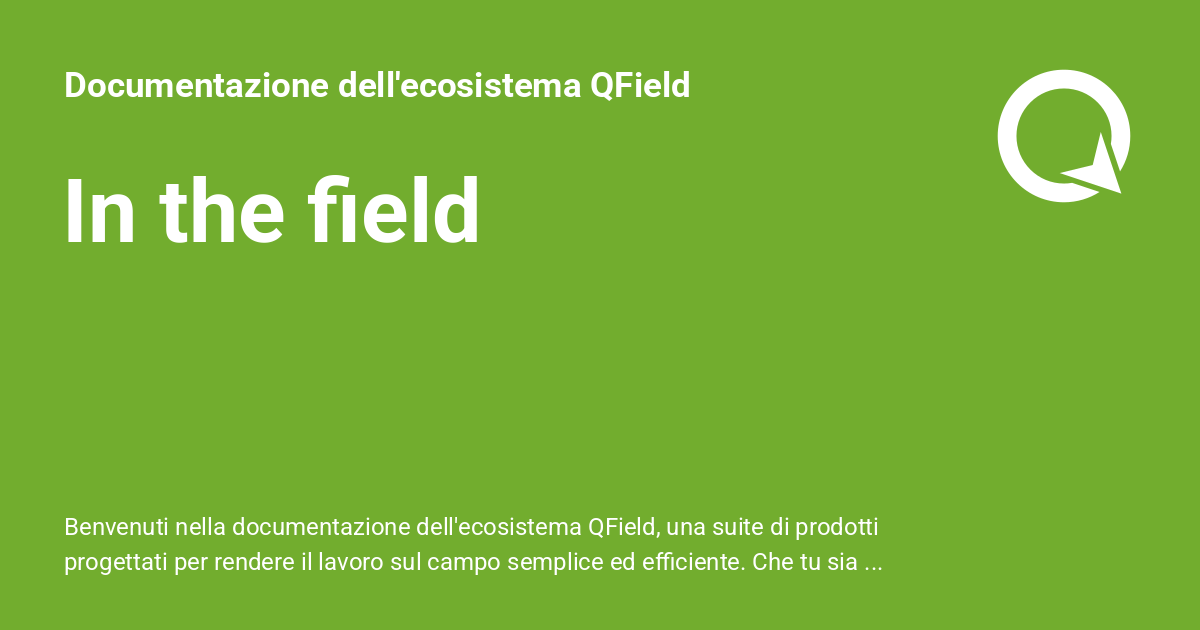 Documentazione dell'ecosistema QField
In the field
Benvenuti nella documentazione dell'ecosistema QField, una suite di prodotti
progettati per rendere il lavoro sul campo semplice ed efficiente. Che tu sia ...